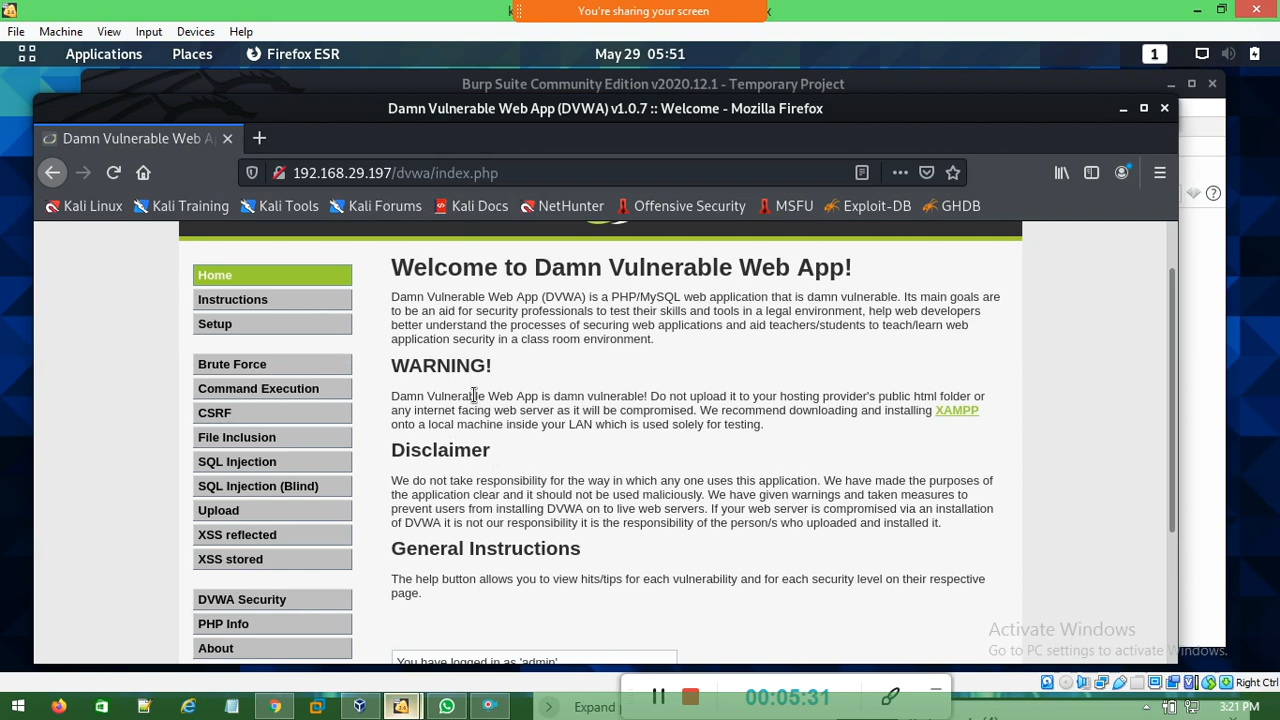 You're sharing your screen
File Machine View Input Devices Help
Applications Places Firefox ESR May 29 05:51 1
Burp Suite Community Edition v2020.12.1 - Temporary Project
Damn Vulnerable Web App (DVWA) v1.0.7 :: Welcome - Mozilla Firefox
Damn Vulnerable Web A
192.168.29.197/dvwa/index.php
Kali Linux Kali Training Kali Tools Kali Forums Kali Docs NetHunter Offensive Security MSFU Exploit-DB GHDB
Home
Instructions
Setup
Brute Force
Command Execution
CSRF
File Inclusion
SQL Injection
SQL Injection (Blind)
Upload
XSS reflected
XSS stored
DVWA Security
PHP Info
About
Welcome to Damn Vulnerable Web App!
Damn Vulnerable Web App (DVWA) is a PHP/MySQL web application that is damn vulnerable. Its main goals are
to be an aid for security professionals to test their skills and tools in a legal environment, help web developers
better understand the processes of securing web applications and aid teachers/students to teach/learn web
application security in a class room environment.
WARNING!
Damn Vulnerable Web App is damn vulnerable! Do not upload it to your hosting provider's public html folder or
any internet facing web server as it will be compromised. We recommend downloading and installing XAMPP
onto a local machine inside your LAN which is used solely for testing.
Disclaimer
We do not take responsibility for the way in which any one uses this application. We have made the purposes of
the application clear and it should not be used maliciously. We have given warnings and taken measures to
prevent users from installing DVWA on to live web servers. If your web server is compromised via an installation
of DVWA it is not our responsibility it is the responsibility of the person/s who uploaded and installed it.
General Instructions
The help button allows you to view hits/tips for each vulnerability and for each security level on their respective
page.
You have logged in as 'admin'
Activate Windows
Go to PC settings to activate Windows.
Right Ctrl
00:05:31
Expand p
3:21 PM